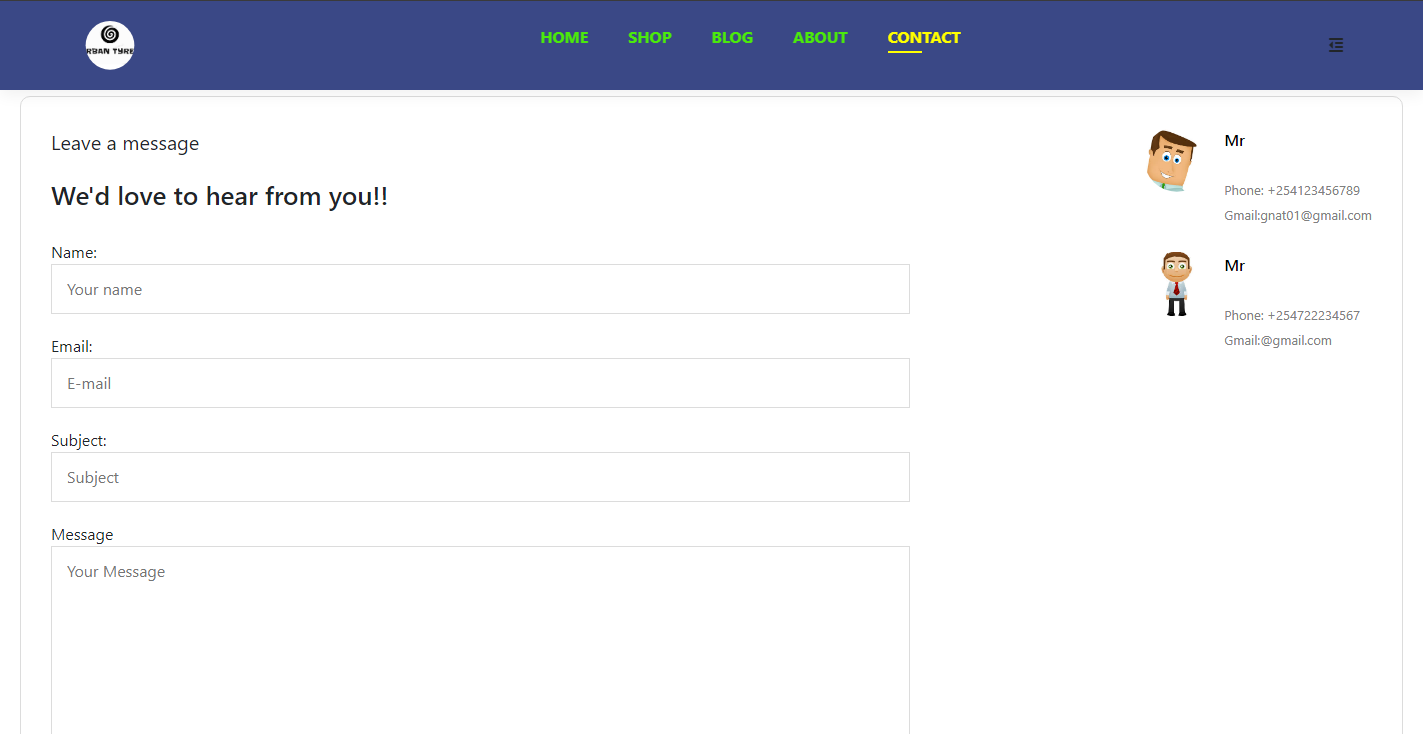 RBAN TYRE
HOME SHOP BLOG ABOUT CONTACT
Leave a message
We'd love to hear from you!!
Name:
Your name
Email:
E-mail
Subject:
Subject
Message
Your Message
Mr
Phone: +254123456789
Gmail:gnat01@gmail.com
Mr
Phone: +254722234567
Gmail:@gmail.com